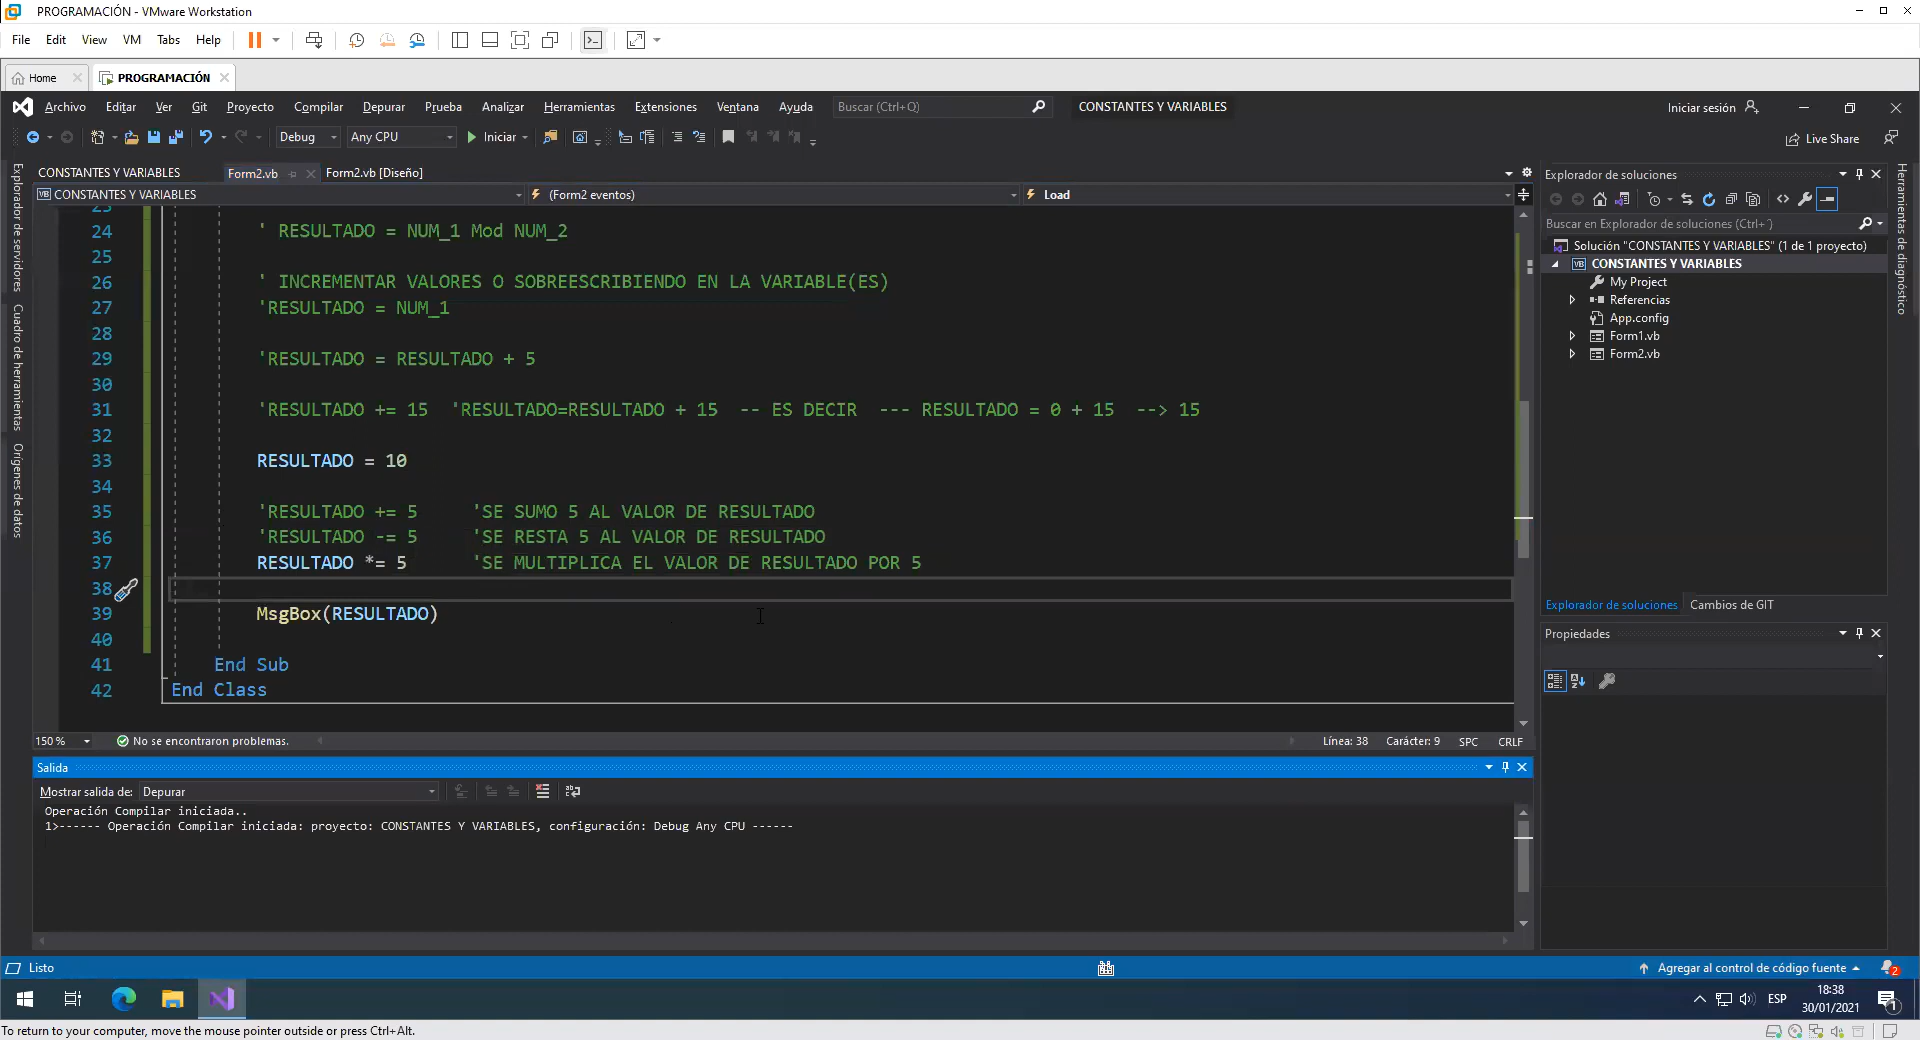 PROGRAMACIÓN - VMware Workstation
File Edit View VM Tabs Help
Home PROGRAMACIÓN
Archivo Editar Ver Git Proyecto Compilar Depurar Prueba Analizar Herramientas Extensiones Ventana Ayuda Buscar (Ctrl+Q) CONSTANTES Y VARIABLES Iniciar sesión
Debug Any CPU Iniciar Live Share
CONSTANTES Y VARIABLES Form2.vb Form2.vb [Diseño]
CONSTANTES Y VARIABLES (Form2 eventos) Load
Explorador de servidores
Cuadro de herramientas
Orígenes de datos
23
24 ' RESULTADO = NUM_1 Mod NUM_2
25
26 ' INCREMENTAR VALORES O SOBREESCRIBIENDO EN LA VARIABLE(ES)
27 'RESULTADO = NUM_1
28
29 'RESULTADO = RESULTADO + 5
30
31 'RESULTADO += 15 'RESULTADO=RESULTADO + 15 -- ES DECIR --- RESULTADO = 0 + 15 --> 15
32
33 RESULTADO = 10
34
35 'RESULTADO += 5 'SE SUMO 5 AL VALOR DE RESULTADO
36 'RESULTADO -= 5 'SE RESTA 5 AL VALOR DE RESULTADO
37 RESULTADO *= 5 'SE MULTIPLICA EL VALOR DE RESULTADO POR 5
38
39 MsgBox(RESULTADO)
40
41 End Sub
42 End Class
150 % No se encontraron problemas. Línea: 38 Carácter: 9 SPC CRLF
Salida
Mostrar salida de: Depurar
Operación Compilar iniciada..
1>------ Operación Compilar iniciada: proyecto: CONSTANTES Y VARIABLES, configuración: Debug Any CPU ------
Explorador de soluciones
Buscar en Explorador de soluciones (Ctrl+´)
Solución "CONSTANTES Y VARIABLES" (1 de 1 proyecto)
VB CONSTANTES Y VARIABLES
My Project
Referencias
App.config
Form1.vb
Form2.vb
Explorador de soluciones Cambios de GIT
Propiedades
Herramientas de diagnóstico
Listo Agregar al control de código fuente 2
ESP
18:38
30/01/2021
1
To return to your computer, move the mouse pointer outside or press Ctrl+Alt.